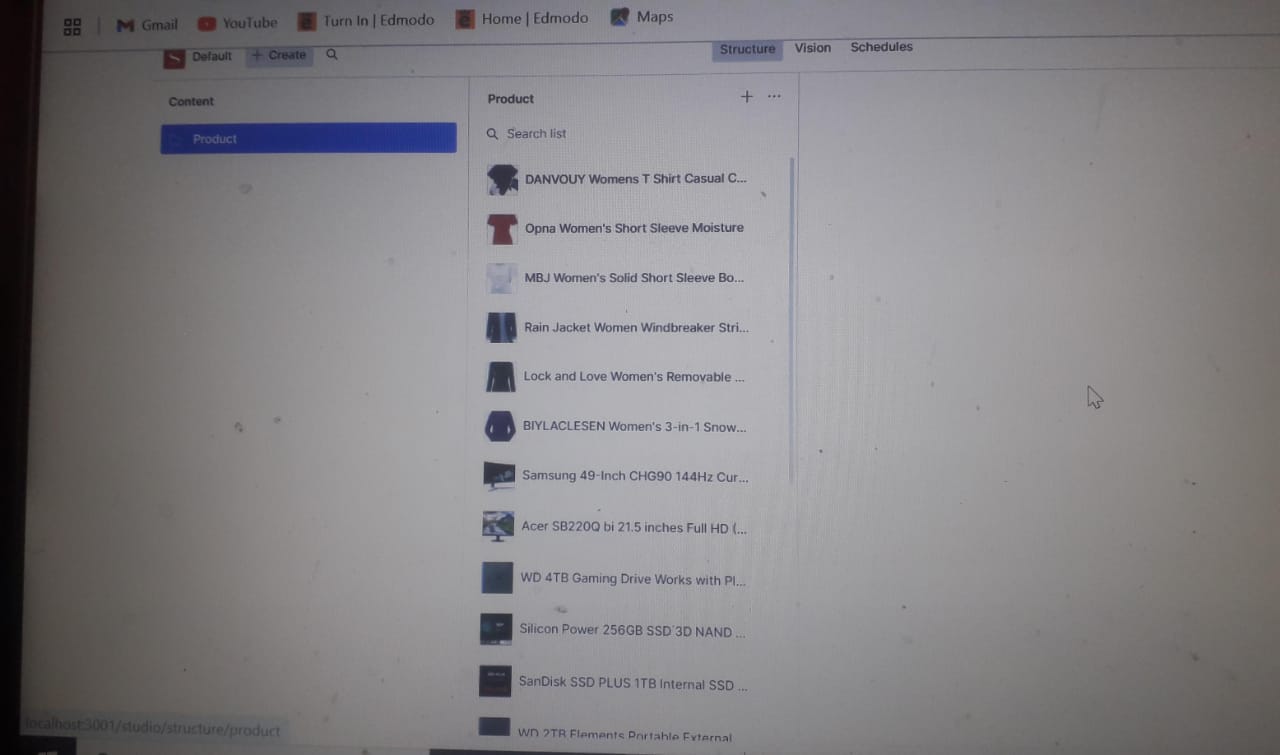 Gmail YouTube Turn In | Edmodo Home | Edmodo Maps
Default + Create Structure Vision Schedules
Content
Product
Product
Search list
DANVOUY Womens T Shirt Casual C...
Opna Women's Short Sleeve Moisture
MBJ Women's Solid Short Sleeve Bo...
Rain Jacket Women Windbreaker Stri...
Lock and Love Women's Removable ...
BIYLACLESEN Women's 3-in-1 Snow...
Samsung 49-Inch CHG90 144Hz Cur...
Acer SB220Q bi 21.5 inches Full HD (...
WD 4TB Gaming Drive Works with Pl...
Silicon Power 256GB SSD 3D NAND ...
SanDisk SSD PLUS 1TB Internal SSD ...
WD 2TB Elements Portable External
localhost:3001/studio/structure/product